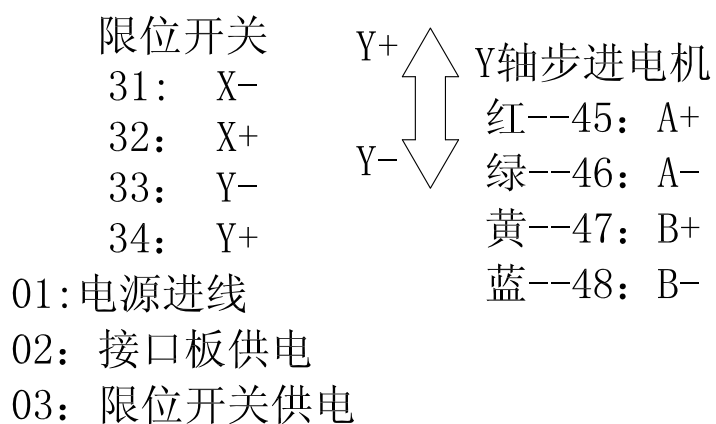 限位开关
31: X-
32： X+
33： Y-
34： Y+
01:电源进线
02：接口板供电
03：限位开关供电
Y+
Y-
Y轴步进电机
红--45：A+
绿--46：A-
黄--47：B+
蓝--48：B-